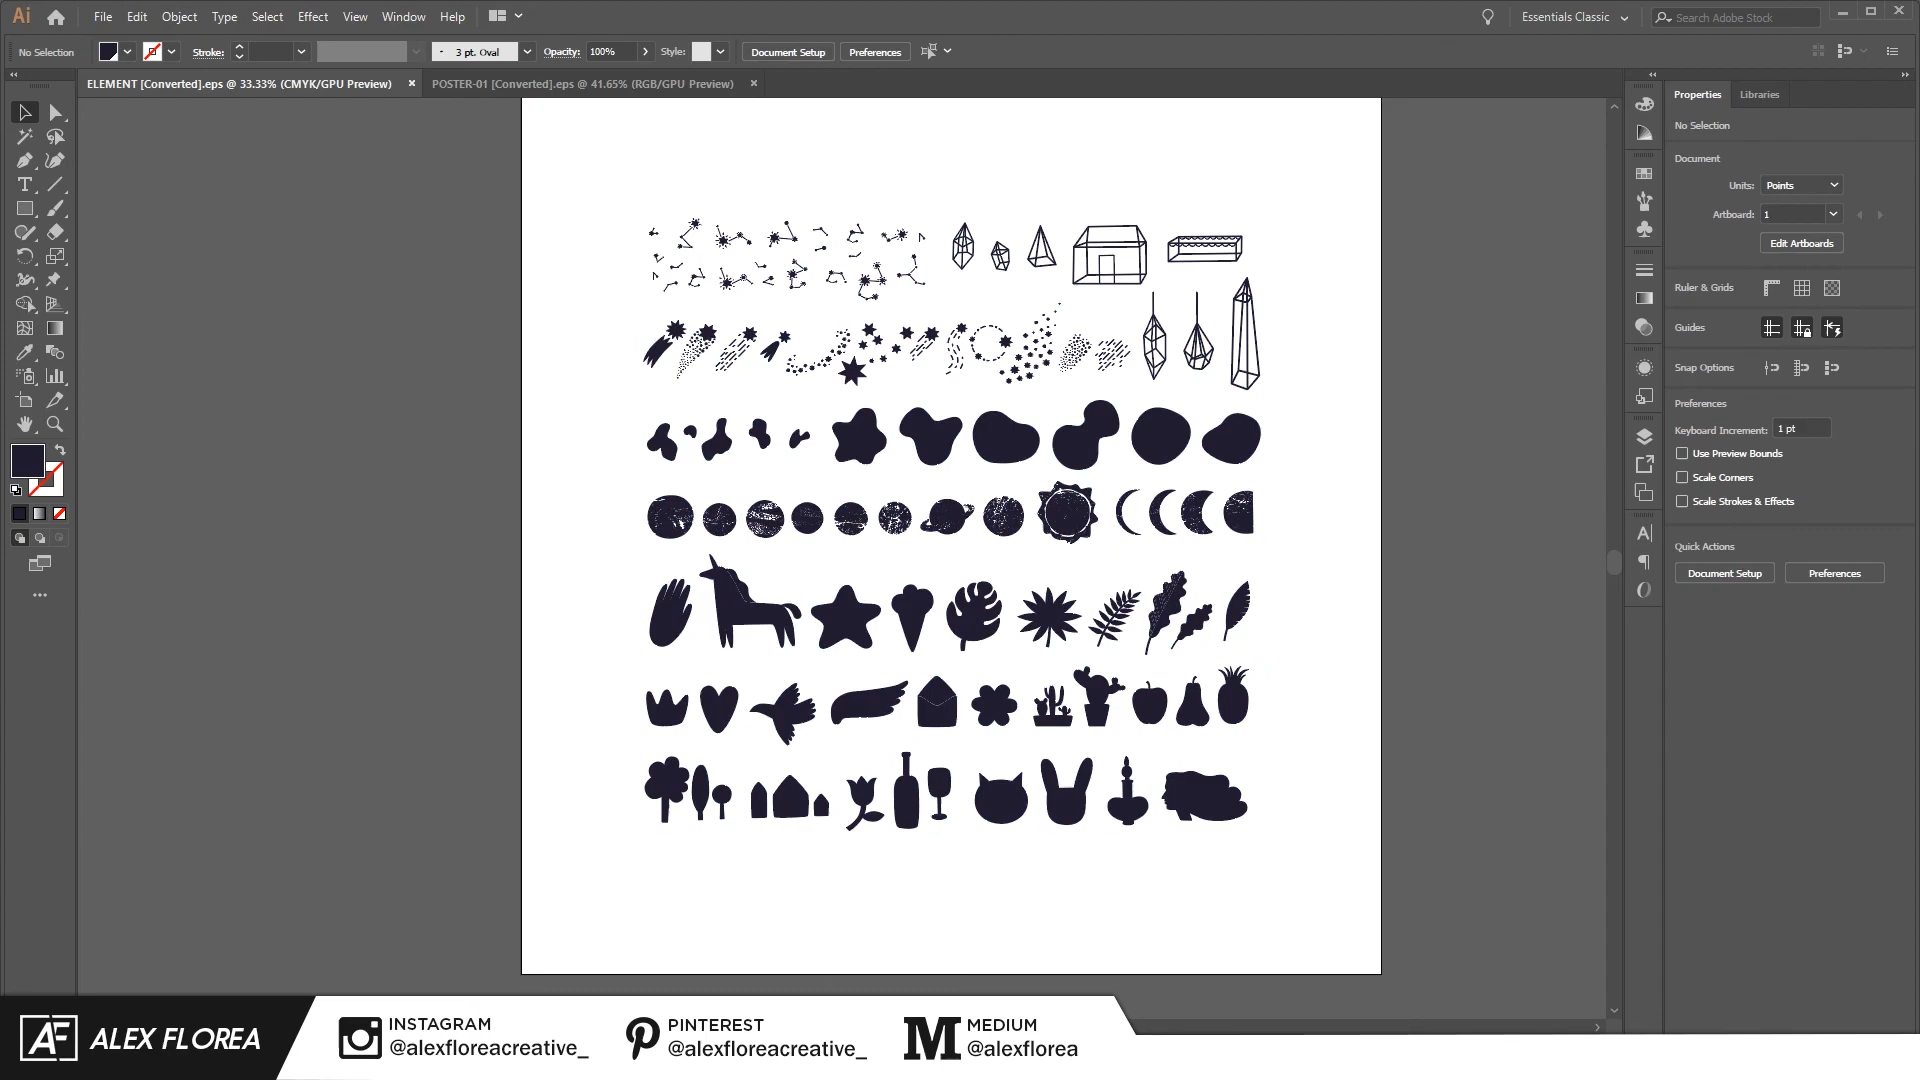 Ai File Edit Object Type Select Effect View Window Help Essentials Classic Search Adobe Stock
No Selection Stroke: 3 pt. Oval Opacity: 100% Style: Document Setup Preferences
ELEMENT [Converted].eps @ 33.33% (CMYK/GPU Preview) POSTER-01 [Converted].eps @ 41.65% (RGB/GPU Preview)
Properties Libraries
No Selection
Document
Units: Points
Artboard: 1
Edit Artboards
Ruler & Grids
Guides
Snap Options
Preferences
Keyboard Increment: 1 pt
Use Preview Bounds
Scale Corners
Scale Strokes & Effects
Quick Actions
Document Setup Preferences
AF ALEX FLOREA
INSTAGRAM
@alexfloreacreative_
PINTEREST
@alexfloreacreative_
M MEDIUM
@alexflorea